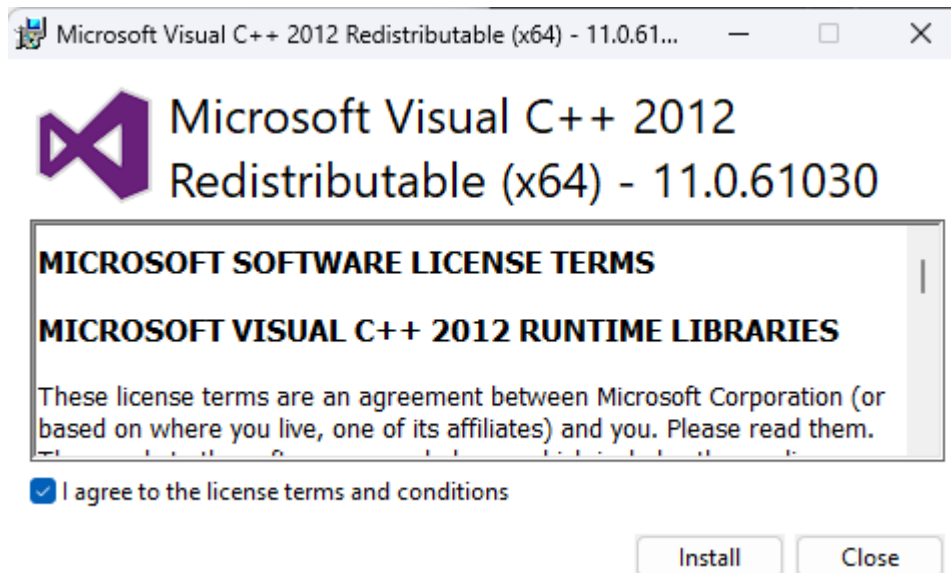 Microsoft Visual C++ 2012 Redistributable (x64) - 11.0.61...
Microsoft Visual C++ 2012
Redistributable (x64) - 11.0.61030
MICROSOFT SOFTWARE LICENSE TERMS
MICROSOFT VISUAL C++ 2012 RUNTIME LIBRARIES
These license terms are an agreement between Microsoft Corporation (or
based on where you live, one of its affiliates) and you. Please read them.
I agree to the license terms and conditions
Install Close